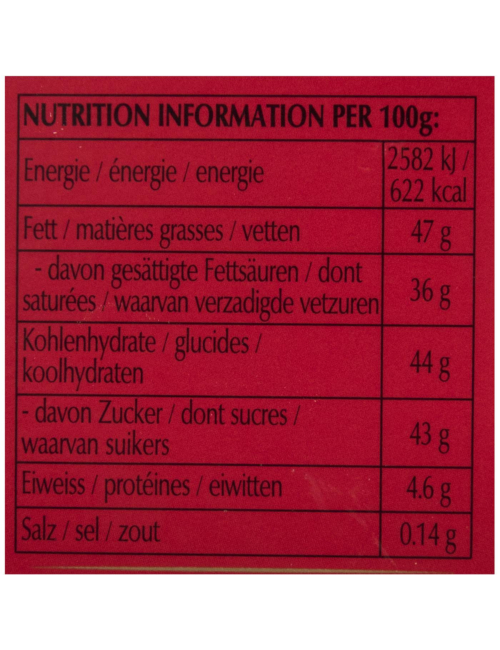 NUTRITION INFORMATION PER 100g:
Energie / énergie / energie
2582 kJ /
622 kcal
Fett / matières grasses / vetten
47 g
- davon gesättigte Fettsäuren / dont
saturées / waarvan verzadigde vetzuren
36 g
Kohlenhydrate / glucides /
koolhydraten
44 g
- davon Zucker / dont sucres /
waarvan suikers
43 g
Eiweiss / protéines / eiwitten
4.6 g
Salz / sel / zout
0.14 g